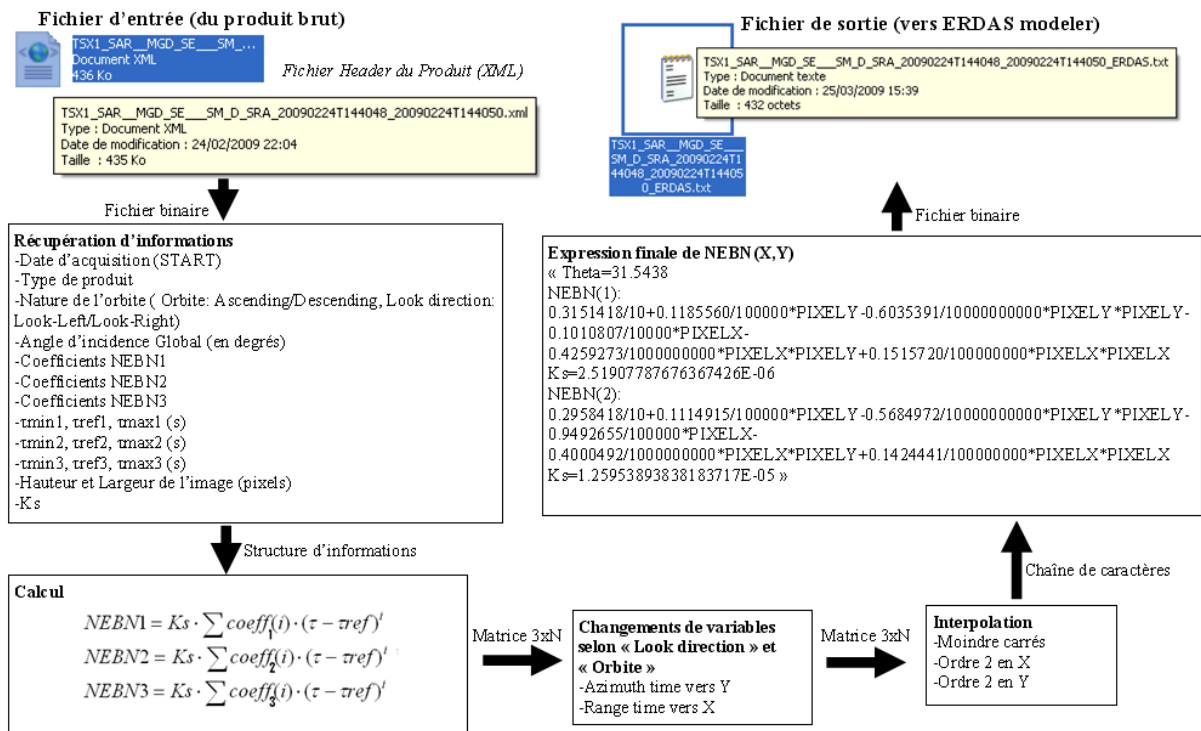 Fichier d'entrée (du produit brut)
TSX1_SAR__MGD_SE___SM_...
Document XML
436 Ko
Fichier Header du Produit (XML)
TSX1_SAR__MGD_SE___SM_D_SRA_20090224T144048_20090224T144050.xml
Type : Document XML
Date de modification : 24/02/2009 22:04
Taille : 435 Ko
Fichier binaire
Récupération d'informations
-Date d'acquisition (START)
-Type de produit
-Nature de l'orbite ( Orbite: Ascending/Descending, Look direction:
Look-Left/Look-Right)
-Angle d'incidence Global (en degrés)
-Coefficients NEBN1
-Coefficients NEBN2
-Coefficients NEBN3
-τmin1, τref1, τmax1 (s)
-τmin2, τref2, τmax2 (s)
-τmin3, τref3, τmax3 (s)
-Hauteur et Largeur de l'image (pixels)
-Ks
Structure d'informations
Calcul
NEBN1 = Ks · ∑ coeff₁(i) · (τ − τref)^i
NEBN2 = Ks · ∑ coeff₂(i) · (τ − τref)^i
NEBN3 = Ks · ∑ coeff₃(i) · (τ − τref)^i
Matrice 3xN
Changements de variables
selon « Look direction » et
« Orbite »
-Azimuth time vers Y
-Range time vers X
Matrice 3xN
Interpolation
-Moindre carrés
-Ordre 2 en X
-Ordre 2 en Y
Chaîne de caractères
Expression finale de NEBN(X,Y)
« Theta=31.5438
NEBN(1):
0.3151418/10+0.1185560/100000*PIXELY-0.6035391/10000000000*PIXELY*PIXELY-
0.1010807/10000*PIXELX-
0.4259273/1000000000*PIXELX*PIXELY+0.1515720/100000000*PIXELX*PIXELX
Ks=2.51907787676367426E-06
NEBN(2):
0.2958418/10+0.1114915/100000*PIXELY-0.5684972/10000000000*PIXELY*PIXELY-
0.9492655/100000*PIXELX-
0.4000492/1000000000*PIXELX*PIXELY+0.1424441/100000000*PIXELX*PIXELX
Ks=1.25953893838183717E-05 »
Fichier binaire
Fichier de sortie (vers ERDAS modeler)
TSX1_SAR__MGD_SE___SM_D_SRA_20090224T144048_20090224T144050_ERDAS.txt
Type : Document texte
Date de modification : 25/03/2009 15:39
Taille : 432 octets
TSX1_SAR__MGD_SE___
SM_D_SRA_20090224T1
44048_20090224T14405
0_ERDAS.txt